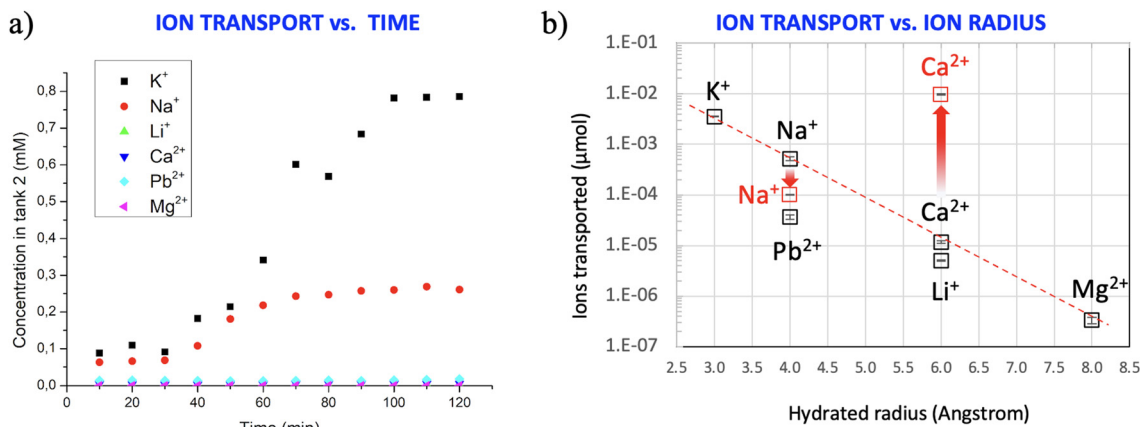 a)
ION TRANSPORT vs. TIME
K⁺
Na⁺
Li⁺
Ca²⁺
Pb²⁺
Mg²⁺
Concentration in tank 2 (mM)
0,8
0,7
0,6
0,5
0,4
0,3
0,2
0,1
0,0
0 20 40 60 80 100 120
Time (min)
b)
ION TRANSPORT vs. ION RADIUS
Ions transported (μmol)
1.E-01
1.E-02
1.E-03
1.E-04
1.E-05
1.E-06
1.E-07
K⁺
Ca²⁺
Na⁺
Na⁺
Pb²⁺
Ca²⁺
Li⁺
Mg²⁺
2.5 3.0 3.5 4.0 4.5 5.0 5.5 6.0 6.5 7.0 7.5 8.0 8.5
Hydrated radius (Angstrom)